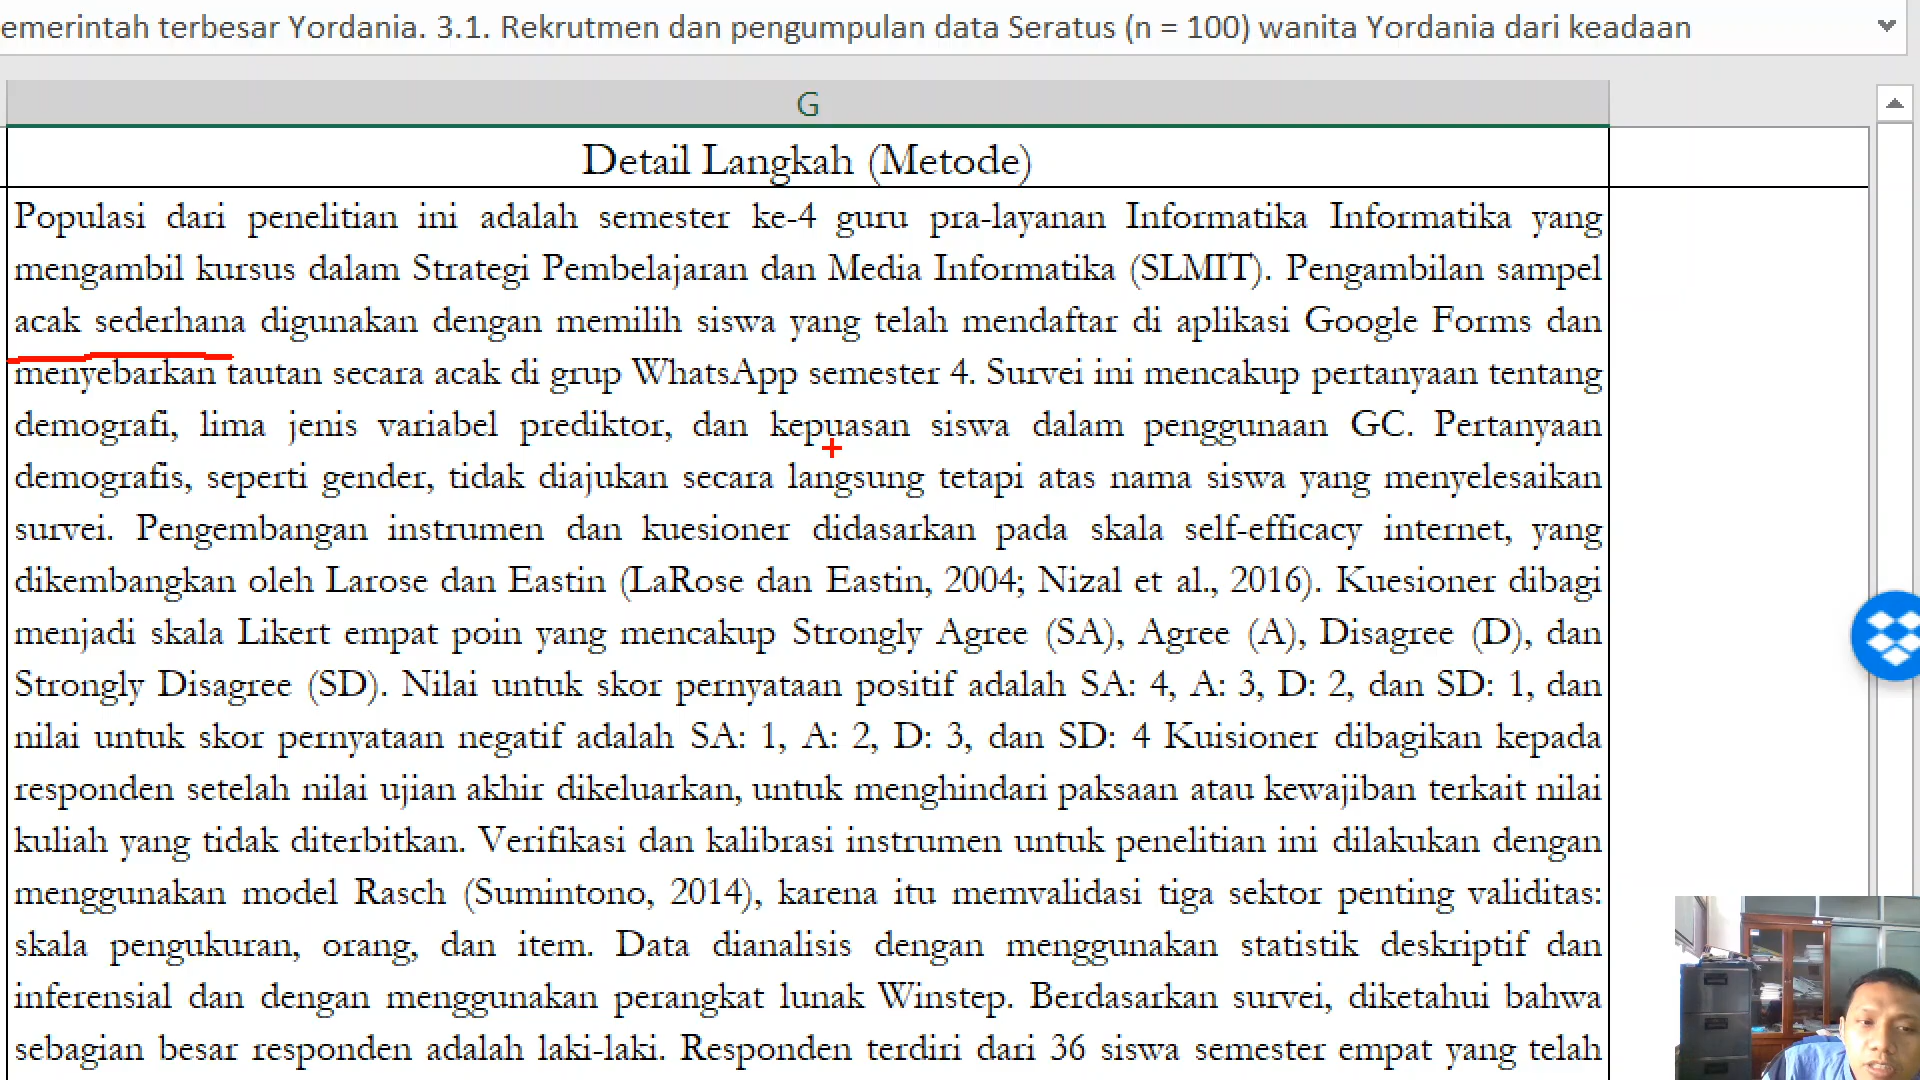 emerintah terbesar Yordania. 3.1. Rekrutmen dan pengumpulan data Seratus (n = 100) wanita Yordania dari keadaan
G
Detail Langkah (Metode)
Populasi dari penelitian ini adalah semester ke-4 guru pra-layanan Informatika Informatika yang
mengambil kursus dalam Strategi Pembelajaran dan Media Informatika (SLMIT). Pengambilan sampel
acak sederhana digunakan dengan memilih siswa yang telah mendaftar di aplikasi Google Forms dan
menyebarkan tautan secara acak di grup WhatsApp semester 4. Survei ini mencakup pertanyaan tentang
demografi, lima jenis variabel prediktor, dan kepuasan siswa dalam penggunaan GC. Pertanyaan
demografis, seperti gender, tidak diajukan secara langsung tetapi atas nama siswa yang menyelesaikan
survei. Pengembangan instrumen dan kuesioner didasarkan pada skala self-efficacy internet, yang
dikembangkan oleh Larose dan Eastin (LaRose dan Eastin, 2004; Nizal et al., 2016). Kuesioner dibagi
menjadi skala Likert empat poin yang mencakup Strongly Agree (SA), Agree (A), Disagree (D), dan
Strongly Disagree (SD). Nilai untuk skor pernyataan positif adalah SA: 4, A: 3, D: 2, dan SD: 1, dan
nilai untuk skor pernyataan negatif adalah SA: 1, A: 2, D: 3, dan SD: 4 Kuisioner dibagikan kepada
responden setelah nilai ujian akhir dikeluarkan, untuk menghindari paksaan atau kewajiban terkait nilai
kuliah yang tidak diterbitkan. Verifikasi dan kalibrasi instrumen untuk penelitian ini dilakukan dengan
menggunakan model Rasch (Sumintono, 2014), karena itu memvalidasi tiga sektor penting validitas:
skala pengukuran, orang, dan item. Data dianalisis dengan menggunakan statistik deskriptif dan
inferensial dan dengan menggunakan perangkat lunak Winstep. Berdasarkan survei, diketahui bahwa
sebagian besar responden adalah laki-laki. Responden terdiri dari 36 siswa semester empat yang telah